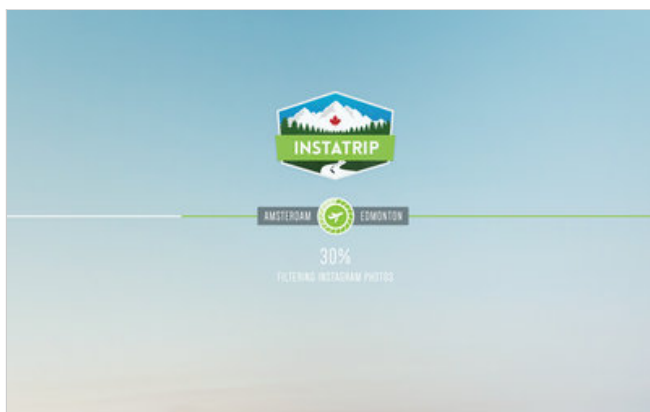 INSTATRIP
AMSTERDAM EDMONTON
30%
FILTERING INSTAGRAM PHOTOS